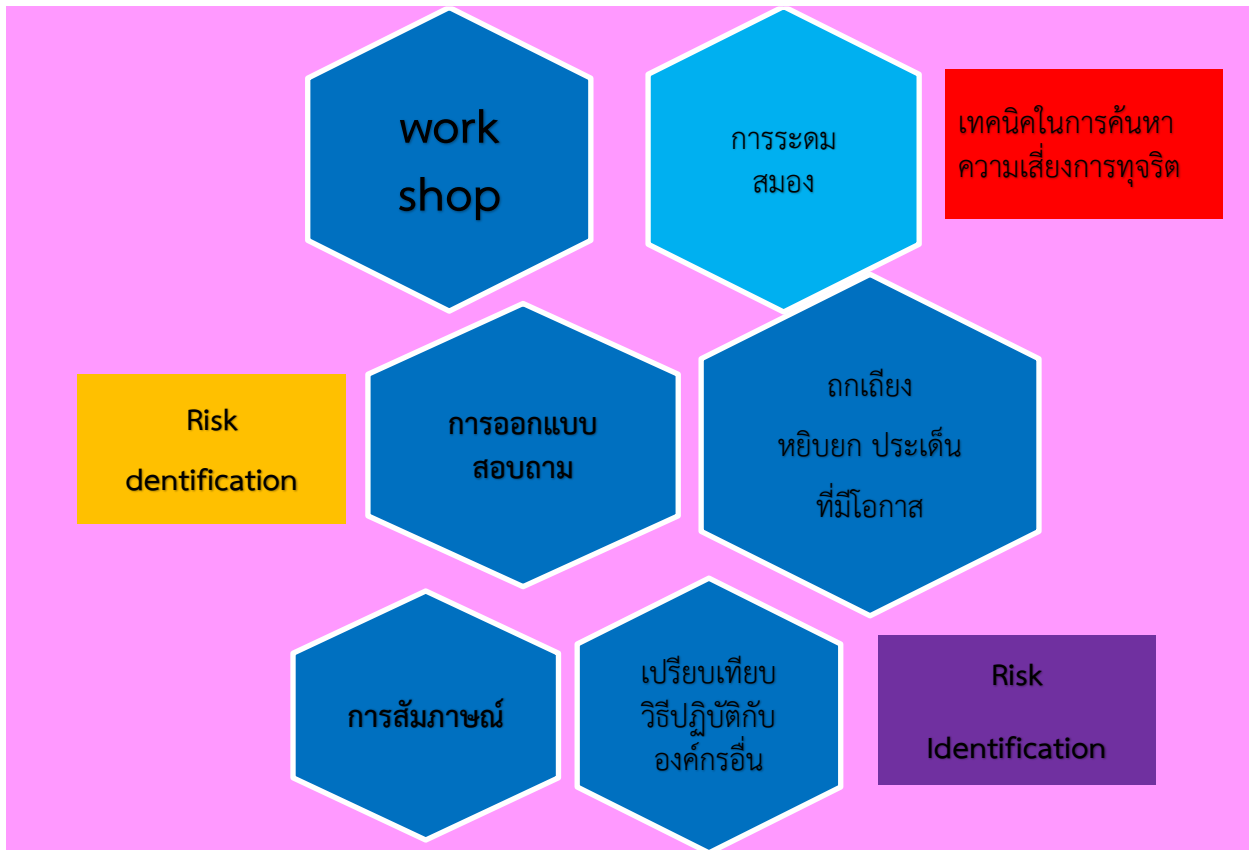 work
shop
การระดม
สมอง
เทคนิคในการค้นหา
ความเสี่ยงการทุจริต
Risk
dentification
การออกแบบ
สอบถาม
ถกเถียง
หยิบยก ประเด็น
ที่มีโอกาส
การสัมภาษณ์
เปรียบเทียบ
วิธีปฏิบัติกับ
องค์กรอื่น
Risk
Identification